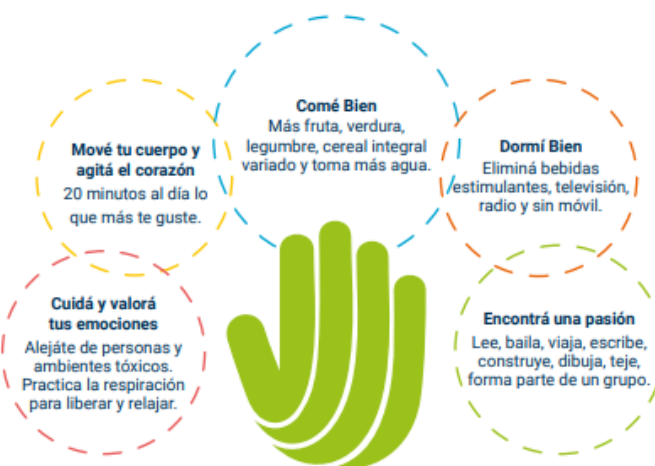 Comé Bien
Más fruta, verdura,
legumbre, cereal integral
variado y toma más agua.
Mové tu cuerpo y
agitá el corazón
20 minutos al día lo
que más te guste.
Dormí Bien
Eliminá bebidas
estimulantes, televisión,
radio y sin móvil.
Cuidá y valorá
tus emociones
Alejáte de personas y
ambientes tóxicos.
Practica la respiración
para liberar y relajar.
Encontrá una pasión
Lee, baila, viaja, escribe,
construye, dibuja, teje,
forma parte de un grupo.